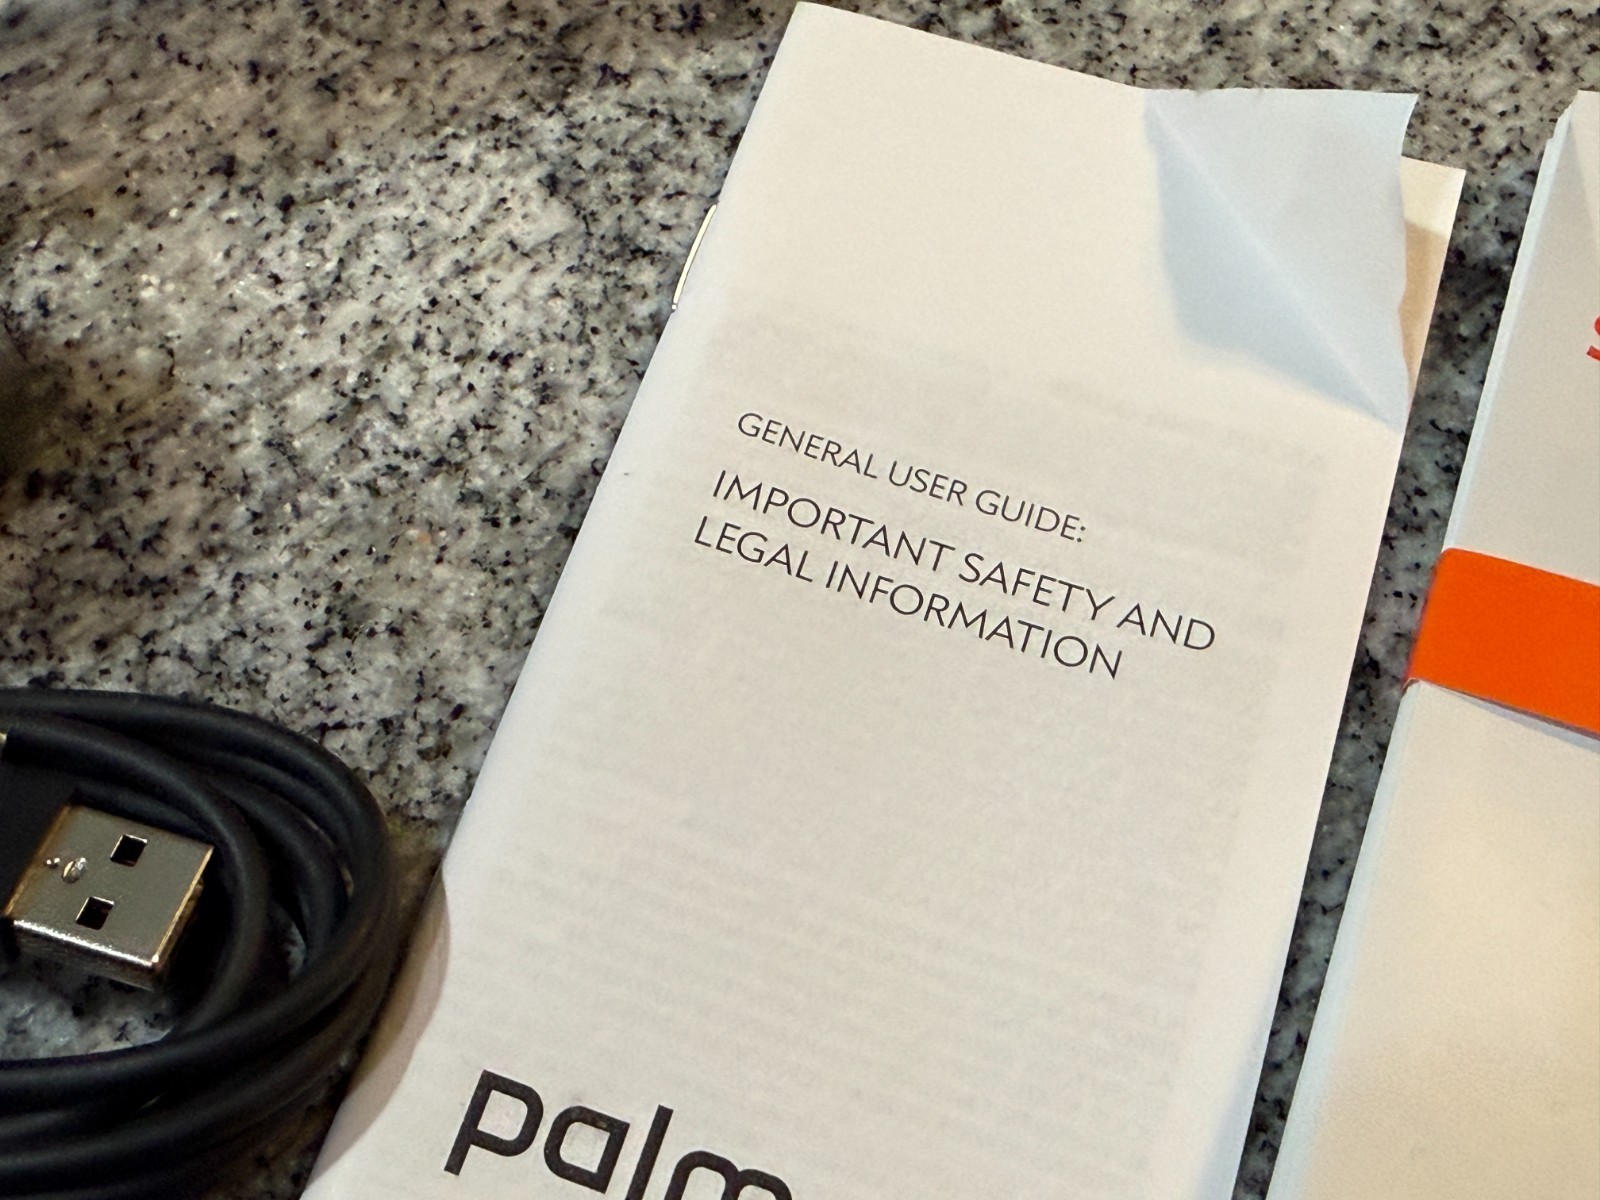 GENERAL USER GUIDE:
IMPORTANT SAFETY AND
LEGAL INFORMATION
palm